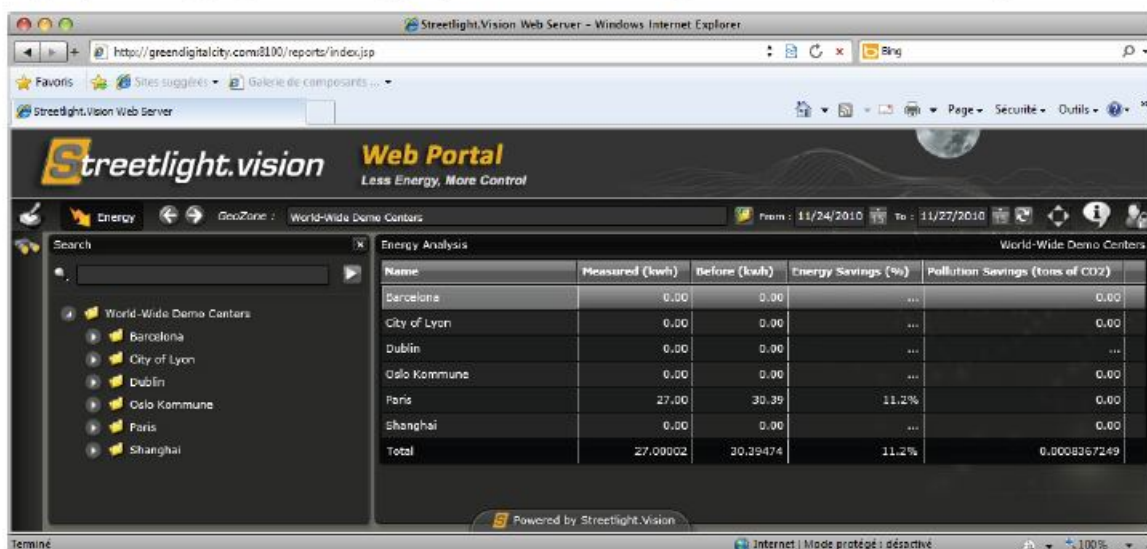 Streetlight.Vision Web Server - Windows Internet Explorer
http://greendigitalcity.com:8100/reports/index.jsp
Bing
Favoris Sites suggérés Galerie de composants ...
Streetlight.Vision Web Server
Page Sécurité Outils
Streetlight.vision Web Portal
Less Energy, More Control
Energy GeoZone : World-Wide Demo Centers From : 11/24/2010 To : 11/27/2010
Search
World-Wide Demo Centers
Barcelona
City of Lyon
Dublin
Oslo Kommune
Paris
Shanghai
Energy Analysis World-Wide Demo Centers
Name Measured (kwh) Before (kwh) Energy Savings (%) Pollution Savings (tons of CO2)
Barcelona 0.00 0.00 ... 0.00
City of Lyon 0.00 0.00 ... 0.00
Dublin 0.00 0.00 ... ...
Oslo Kommune 0.00 0.00 ... 0.00
Paris 27.00 30.39 11.2% 0.00
Shanghai 0.00 0.00 ... 0.00
Total 27.00002 30.39474 11.2% 0.0008367249
Powered by Streetlight.Vision
Terminé Internet | Mode protégé : désactivé 100%